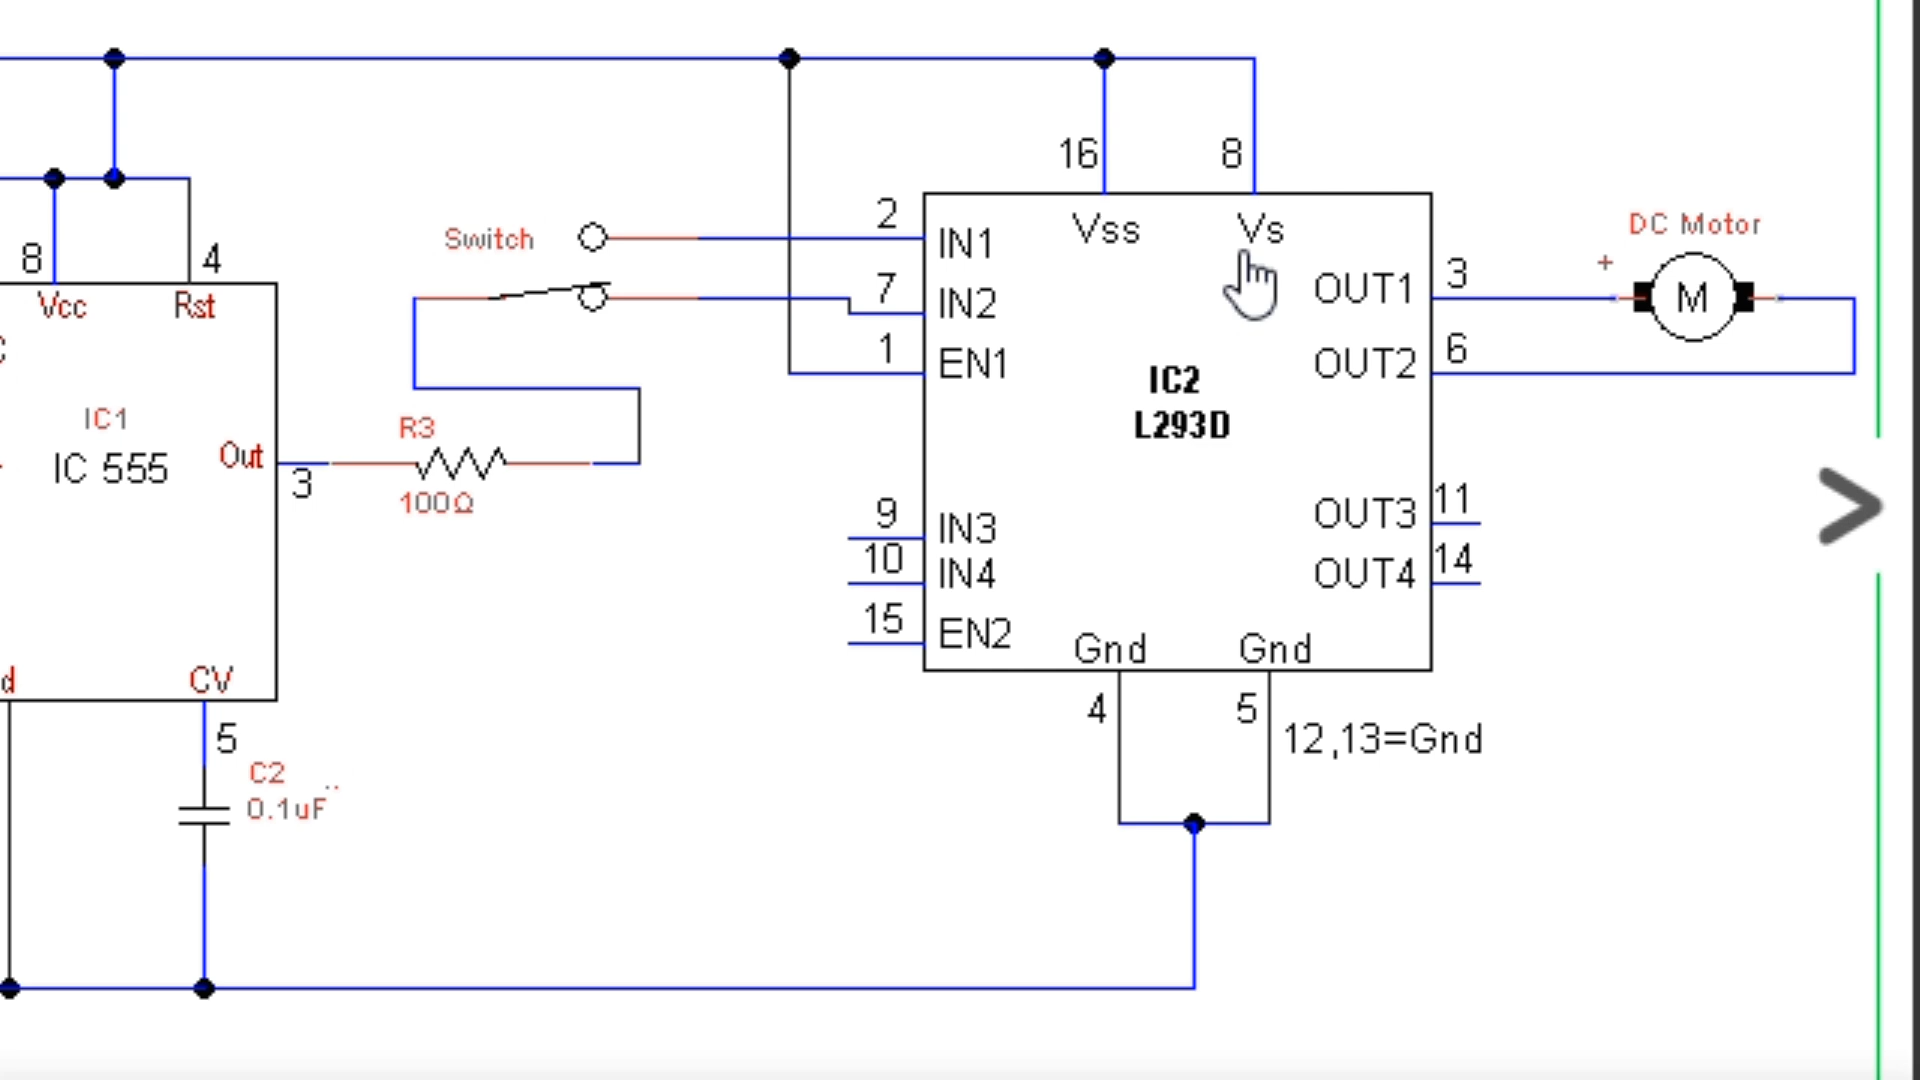 16
8
2
Switch
IN1
Vss
Vs
DC Motor
8
4
7
IN2
OUT1
3
+
M
Vcc
Rst
1
EN1
OUT2
6
IC2
L293D
IC1
IC 555
Out
3
R3
100Ω
9
IN3
OUT3
11
10
IN4
OUT4
14
15
EN2
Gnd
Gnd
d
CV
4
5
12,13=Gnd
5
C2
0.1uF